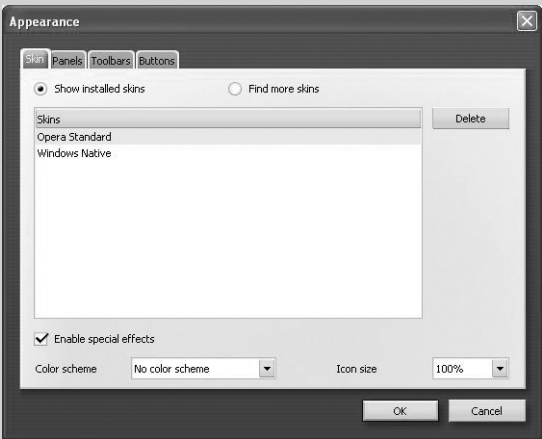 Appearance
Skin Panels Toolbars Buttons
Show installed skins Find more skins
Skins Delete
Opera Standard
Windows Native
Enable special effects
Color scheme No color scheme Icon size 100%
OK Cancel